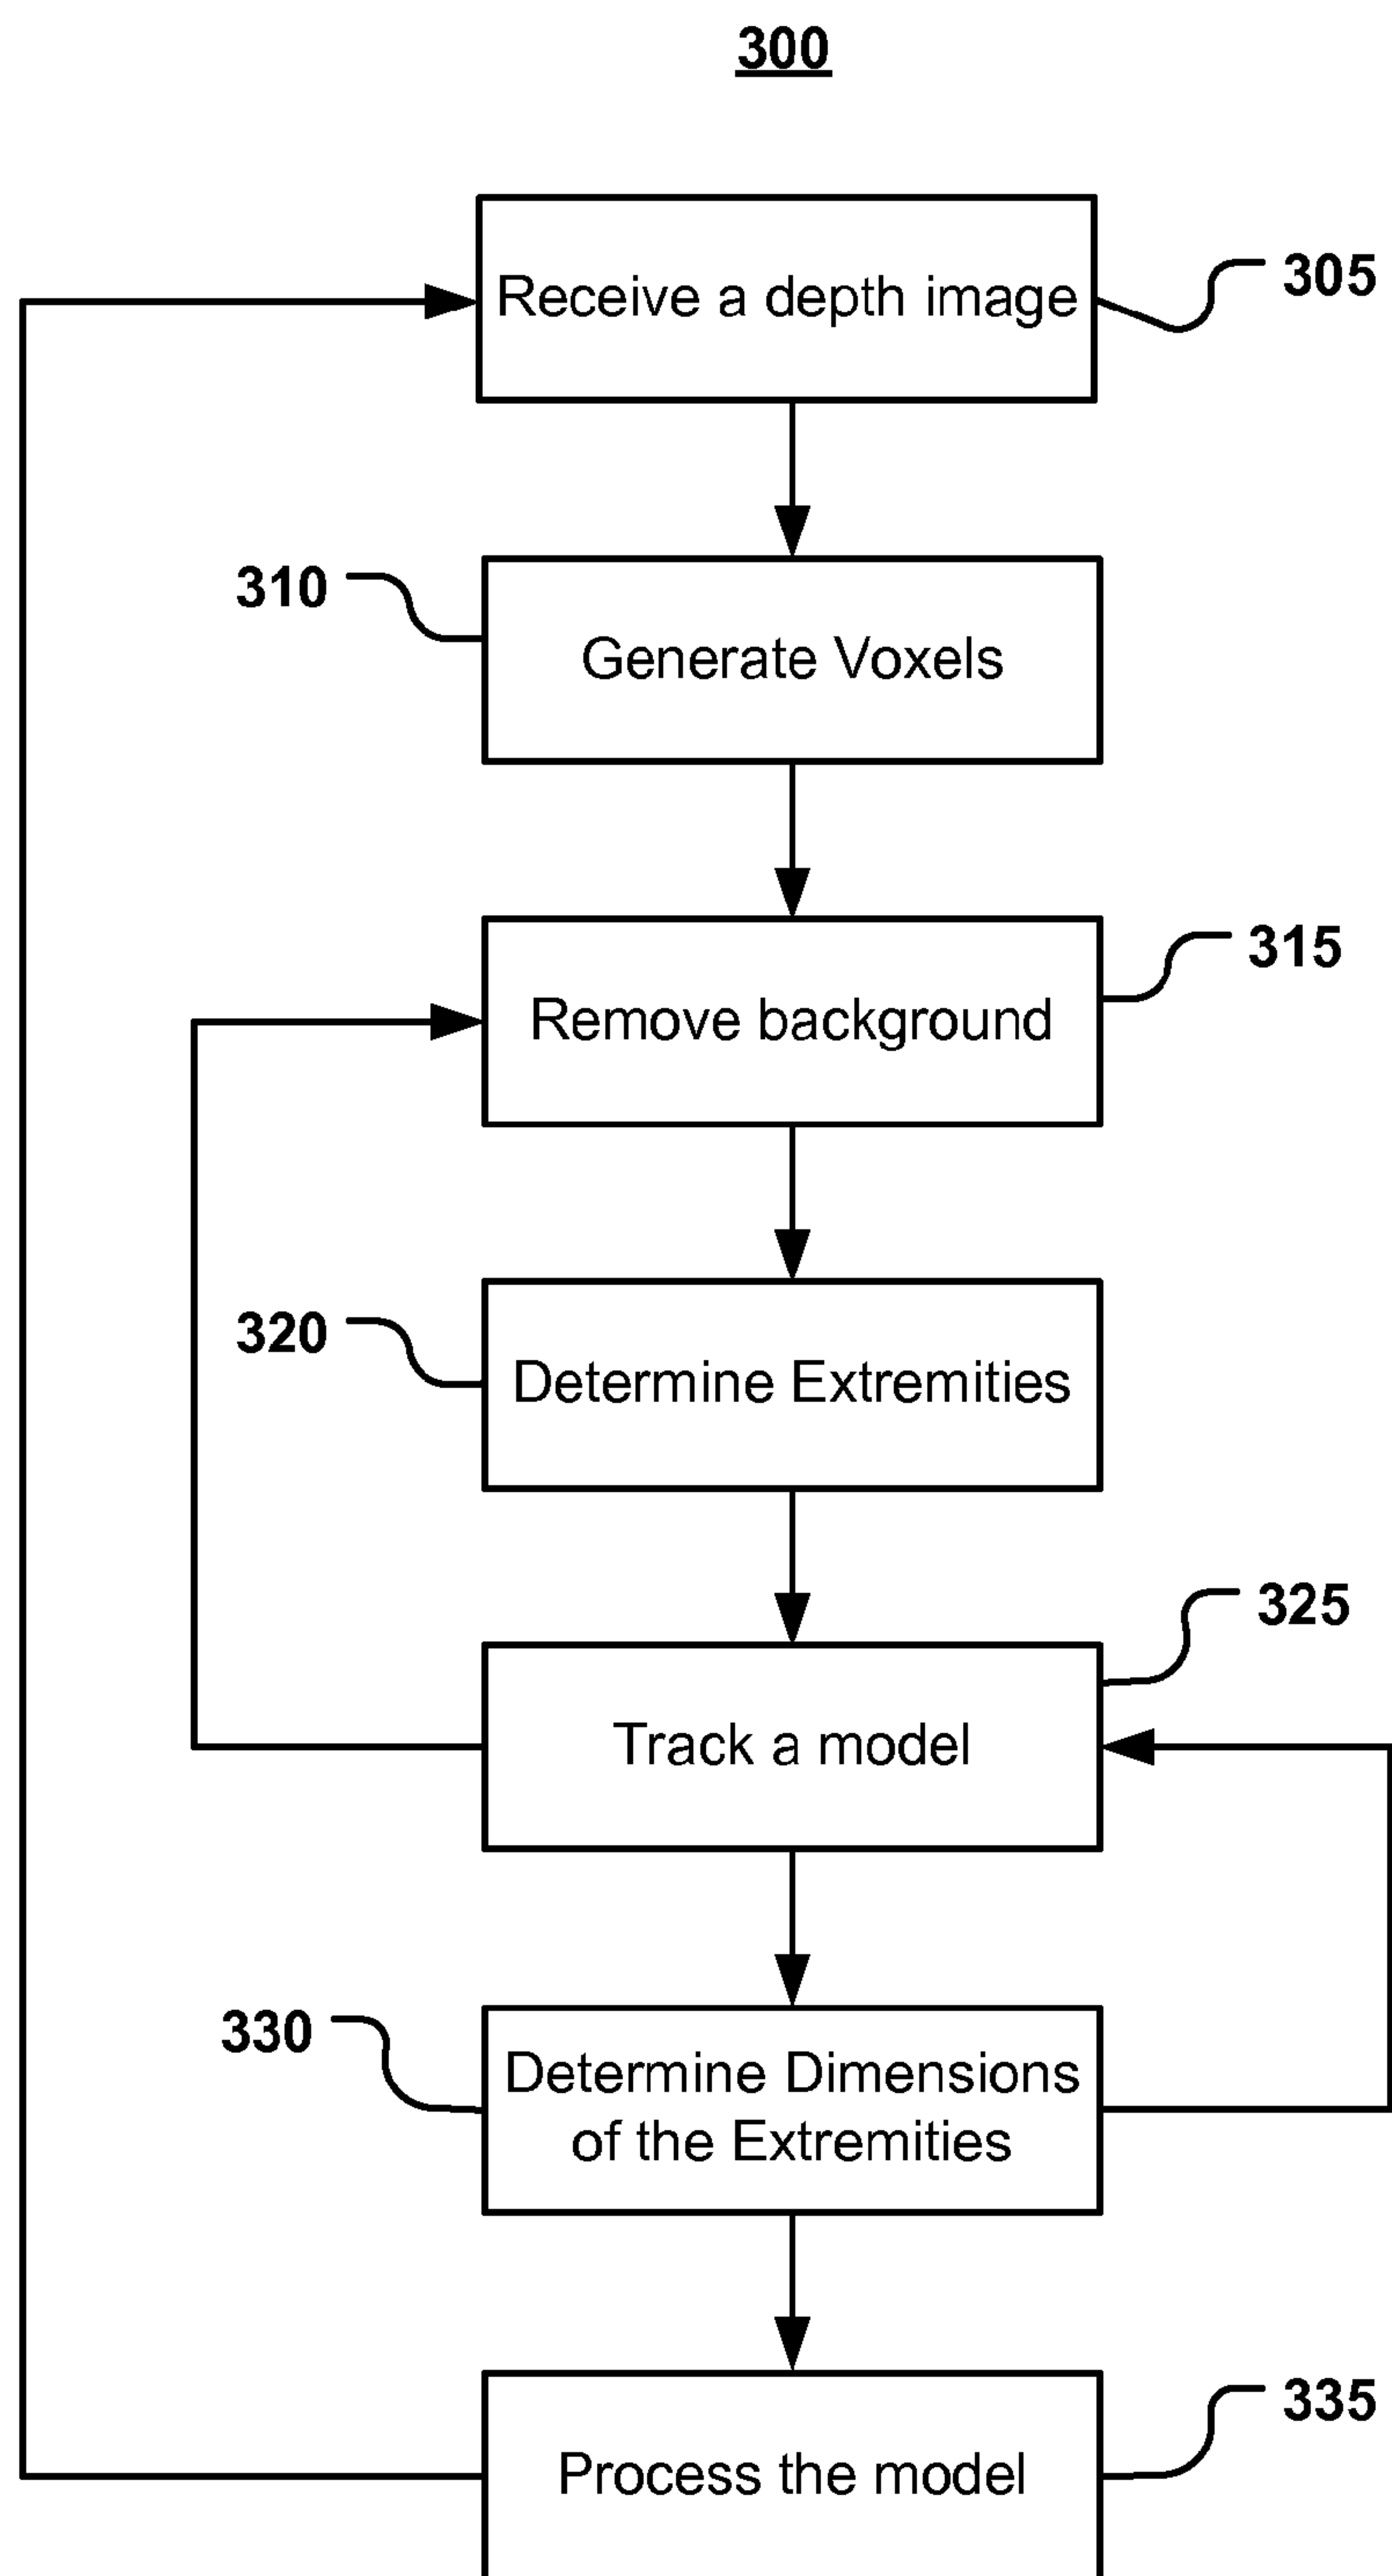 300
Receive a depth image
305
310
Generate Voxels
315
Remove background
320
Determine Extremities
325
Track a model
330
Determine Dimensions
of the Extremities
335
Process the model